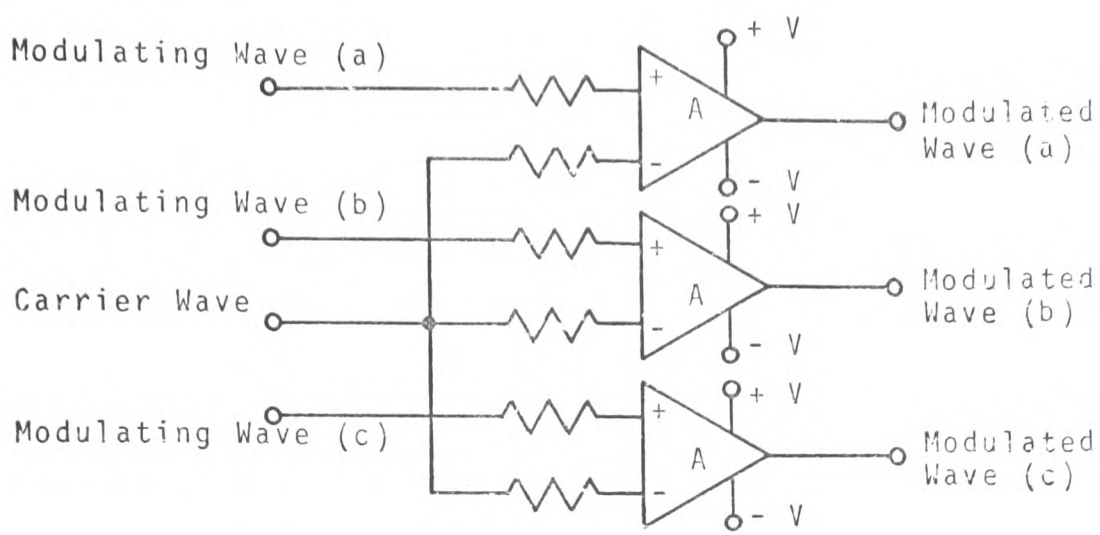 Modulating Wave (a)
+ V
+
A
-
- V
Modulated
Wave (a)
Modulating Wave (b)
+ V
+
A
-
- V
Modulated
Wave (b)
Carrier Wave
Modulating Wave (c)
+ V
+
A
-
- V
Modulated
Wave (c)